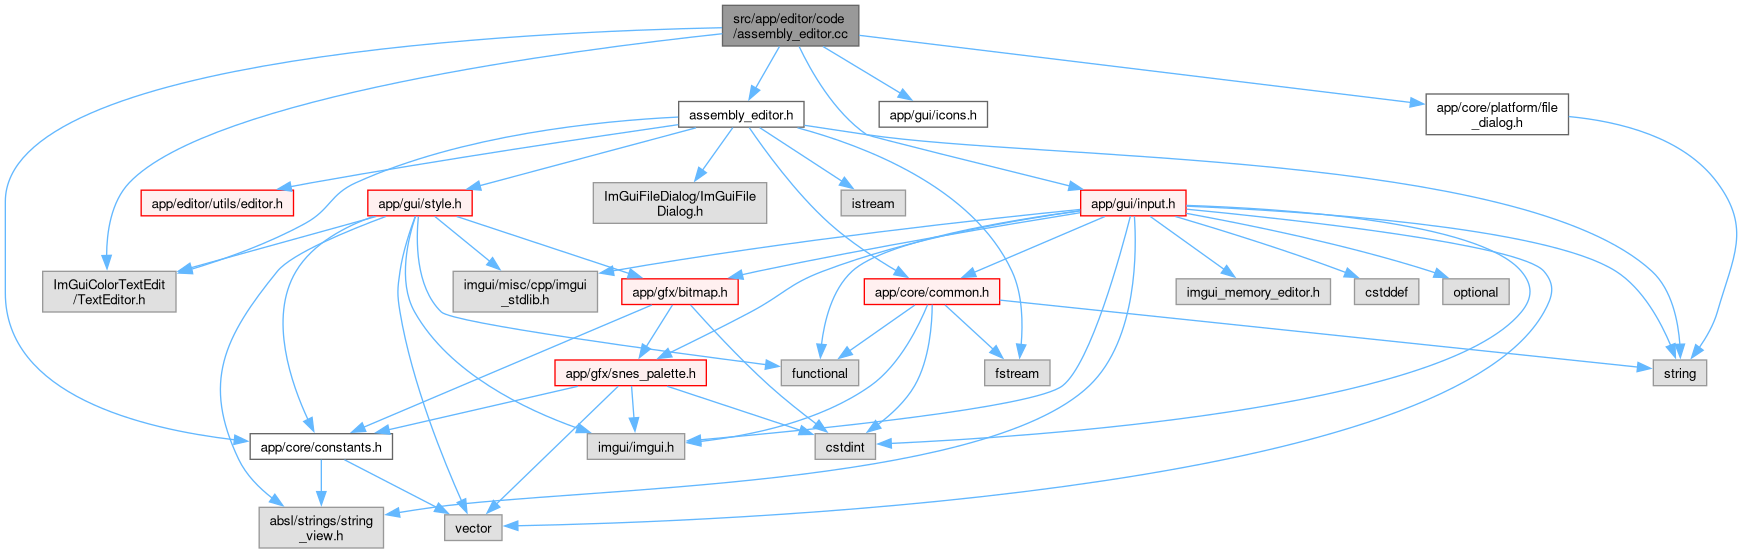 src/app/editor/code
/assembly_editor.cc
app/core/platform/file
_dialog.h
assembly_editor.h
app/gui/icons.h
app/editor/utils/editor.h
app/gui/style.h
ImGuiFileDialog/ImGuiFile
Dialog.h
istream
app/gui/input.h
ImGuiColorTextEdit
/TextEditor.h
imgui/misc/cpp/imgui
_stdlib.h
app/gfx/bitmap.h
app/core/common.h
imgui_memory_editor.h
cstddef
optional
app/gfx/snes_palette.h
functional
fstream
string
app/core/constants.h
imgui/imgui.h
cstdint
absl/strings/string
_view.h
vector